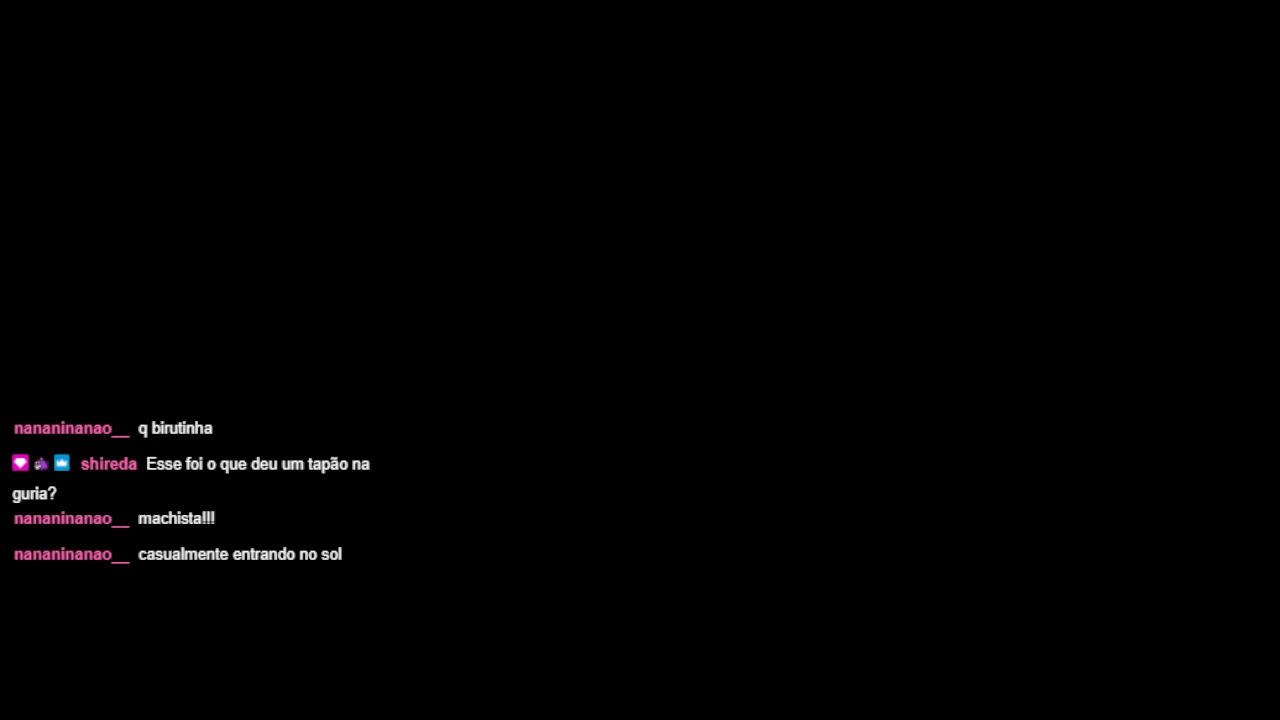 nananinanao__ q birutinha
shireda Esse foi o que deu um tapão na
guria?
nananinanao__ machista!!!
nananinanao__ casualmente entrando no sol